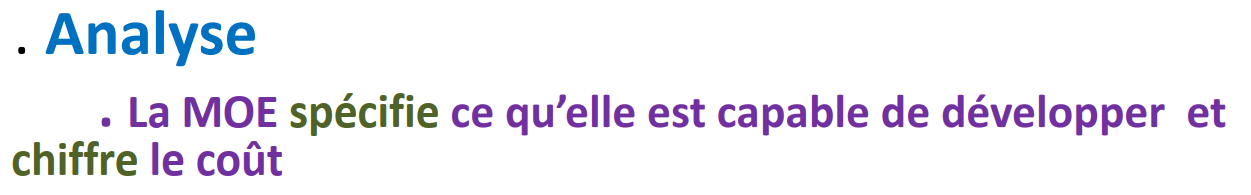 . Analyse
. La MOE spécifie ce qu’elle est capable de développer et
chiffre le coût